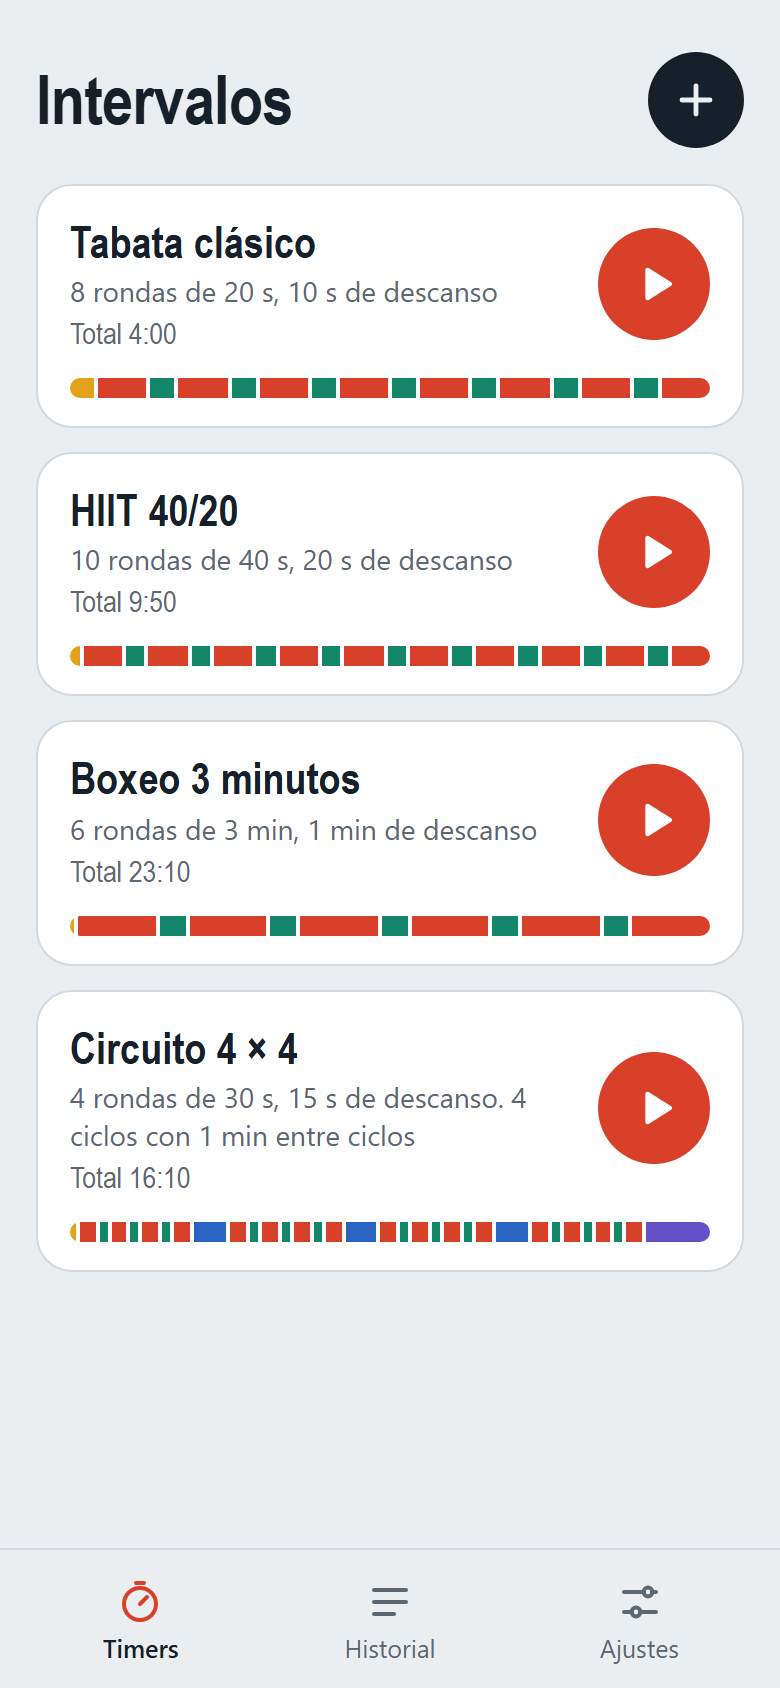 Intervalos
Tabata clásico
8 rondas de 20 s, 10 s de descanso
Total 4:00
HIIT 40/20
10 rondas de 40 s, 20 s de descanso
Total 9:50
Boxeo 3 minutos
6 rondas de 3 min, 1 min de descanso
Total 23:10
Circuito 4 × 4
4 rondas de 30 s, 15 s de descanso. 4
ciclos con 1 min entre ciclos
Total 16:10
Timers
Historial
Ajustes